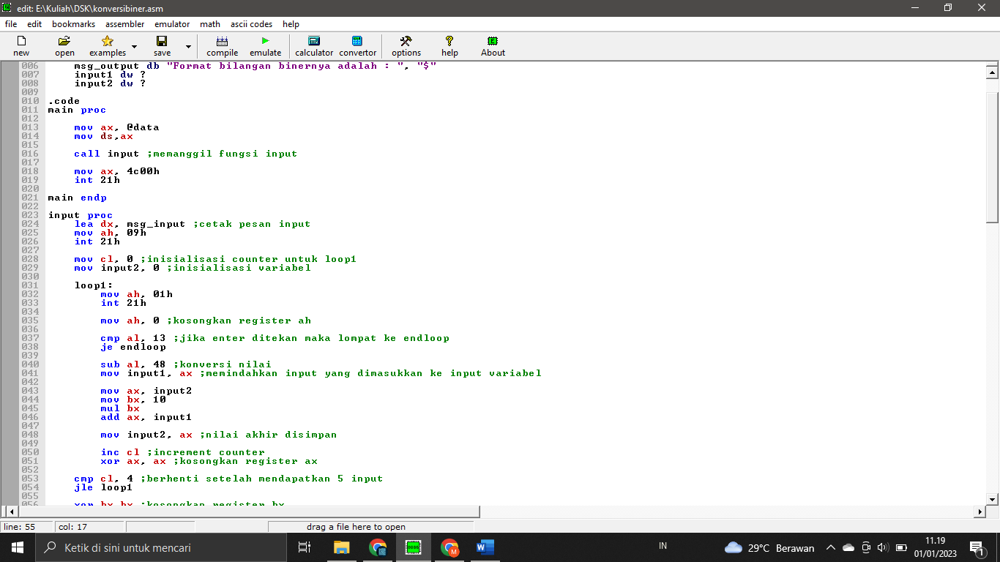 edit: E:\Kuliah\DSK\konversibiner.asm
file edit bookmarks assembler emulator math ascii codes help
new open examples save compile emulate calculator convertor options help About
006 msg_output db "Format bilangan binernya adalah : ", "$"
007 input1 dw ?
008 input2 dw ?
009
010 .code
011 main proc
012
013 mov ax, @data
014 mov ds,ax
015
016 call input ;memanggil fungsi input
017
018 mov ax, 4c00h
019 int 21h
020
021 main endp
022
023 input proc
024 lea dx, msg_input ;cetak pesan input
025 mov ah, 09h
026 int 21h
027
028 mov cl, 0 ;inisialisasi counter untuk loop1
029 mov input2, 0 ;inisialisasi variabel
030
031 loop1:
032 mov ah, 01h
033 int 21h
034
035 mov ah, 0 ;kosongkan register ah
036
037 cmp al, 13 ;jika enter ditekan maka lompat ke endloop
038 je endloop
039
040 sub al, 48 ;konversi nilai
041 mov input1, ax ;memindahkan input yang dimasukkan ke input variabel
042
043 mov ax, input2
044 mov bx, 10
045 mul bx
046 add ax, input1
047
048 mov input2, ax ;nilai akhir disimpan
049
050 inc cl ;increment counter
051 xor ax, ax ;kosongkan register ax
052
053 cmp cl, 4 ;berhenti setelah mendapatkan 5 input
054 jle loop1
055
056 xor bx,bx ;kosongkan register bx
line: 55 col: 17 drag a file here to open
Ketik di sini untuk mencari
8086
M
W
IN
29°C Berawan
11.19
01/01/2023
1